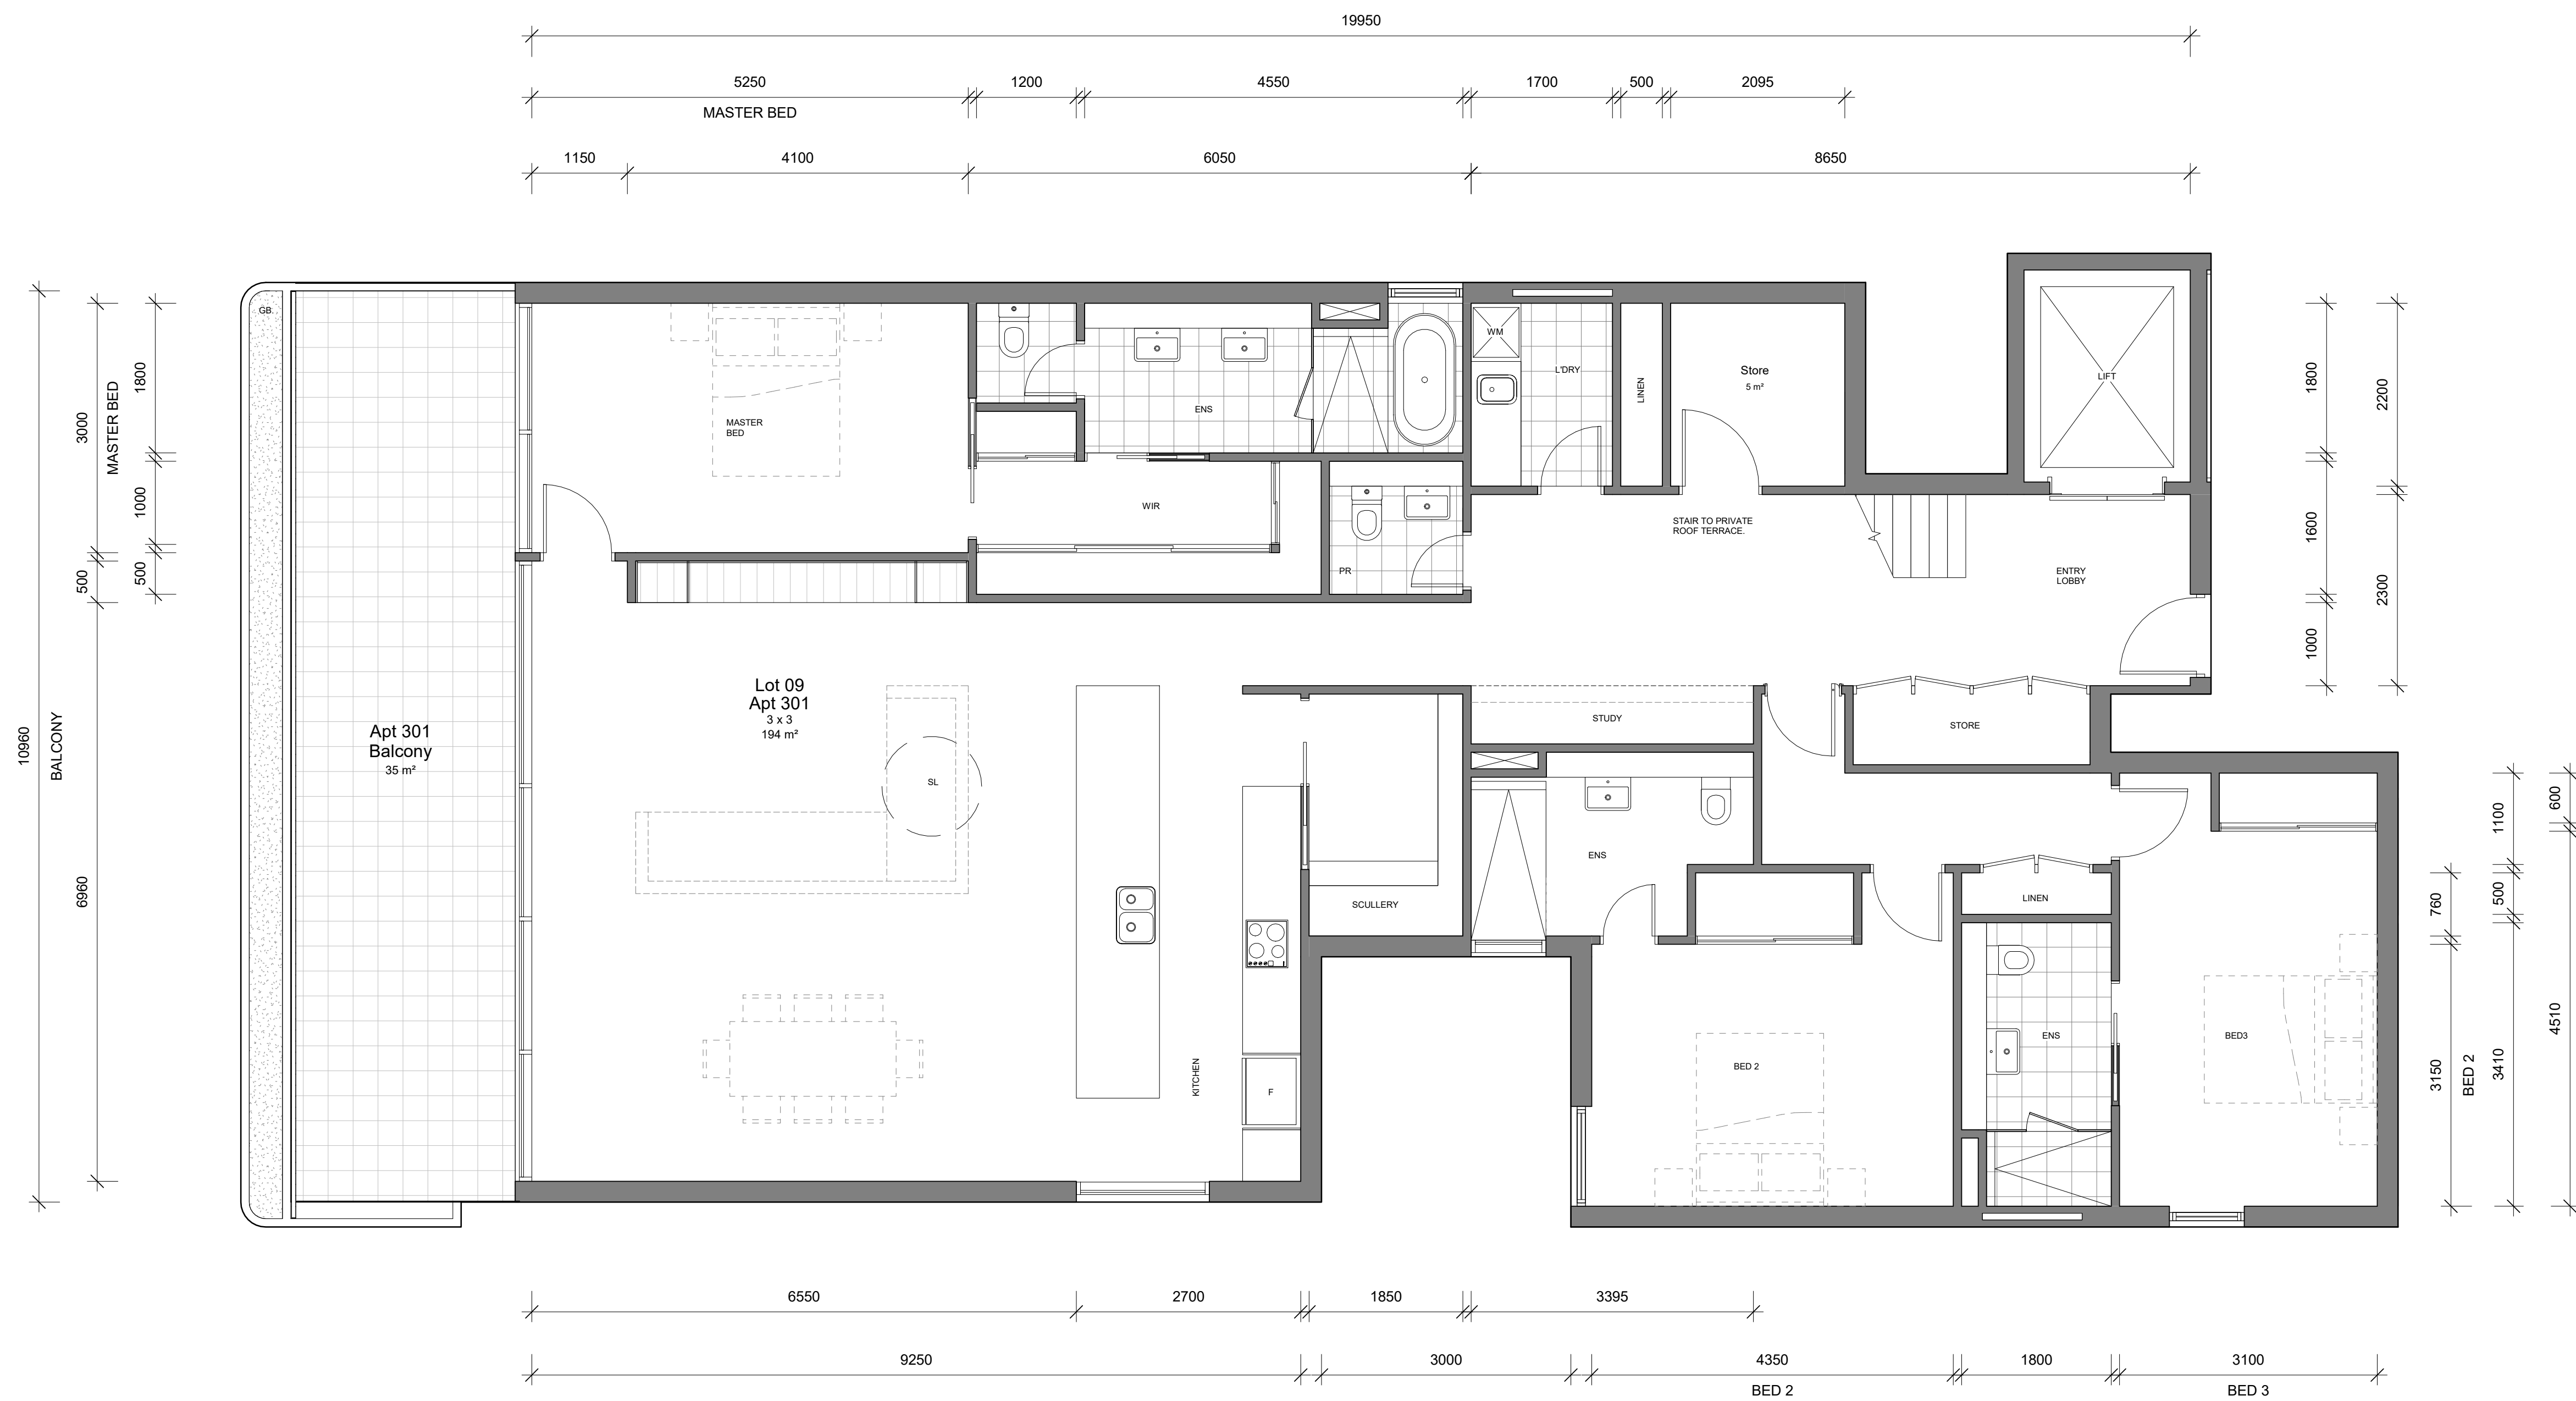 19950
5250
1200
4550
1700
500
2095
MASTER BED
1150
4100
6050
8650
10960
BALCONY
3000
MASTER BED
500
6960
1800
1000
500
GB.
Apt 301
Balcony
35 m²
MASTER
BED
ENS
WIR
PR
WM
L'DRY
LINEN
Store
5 m²
LIFT
STAIR TO PRIVATE
ROOF TERRACE.
ENTRY
LOBBY
Lot 09
Apt 301
3 x 3
194 m²
SL
KITCHEN
F
SCULLERY
STUDY
STORE
ENS
LINEN
BED 2
ENS
BED3
1800
1600
1000
2200
2300
760
3150
BED 2
1100
500
3410
600
4510
6550
2700
1850
3395
9250
3000
4350
1800
3100
BED 2
BED 3